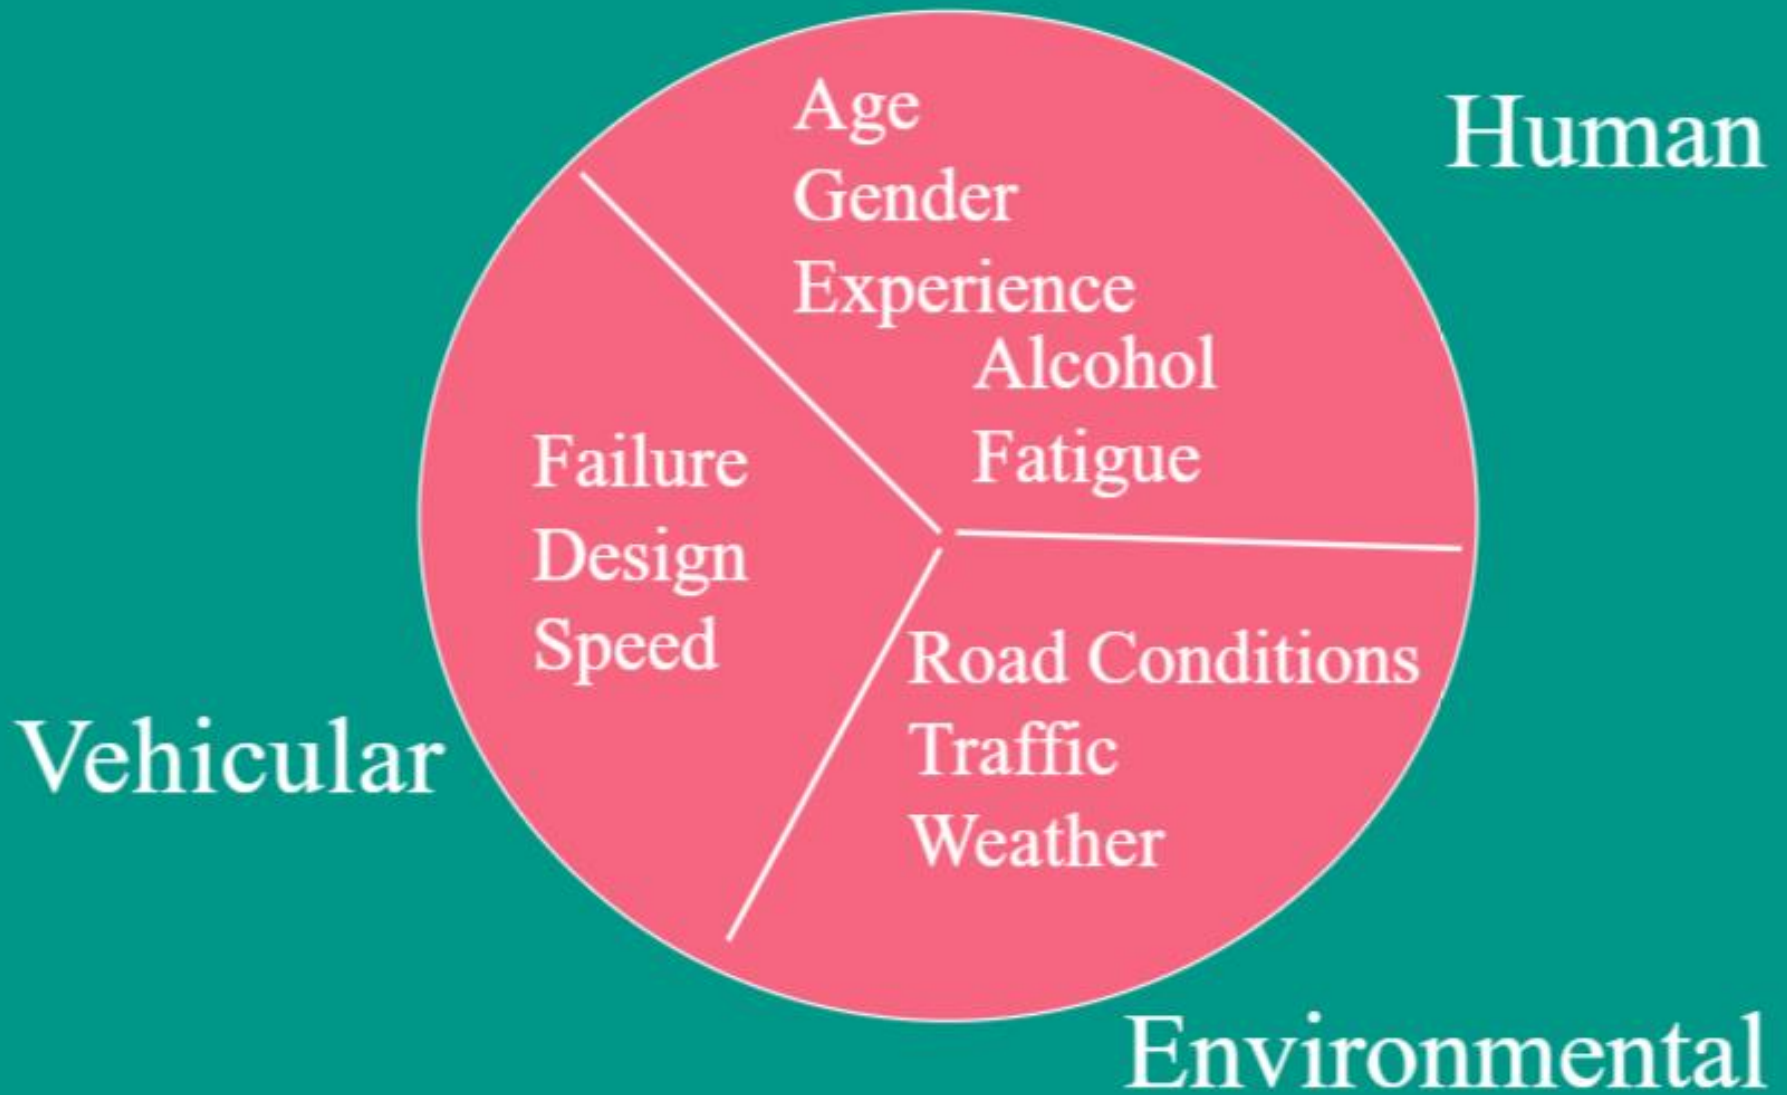 Human
Age
Gender
Experience
Alcohol
Fatigue
Vehicular
Failure
Design
Speed
Road Conditions
Traffic
Weather
Environmental